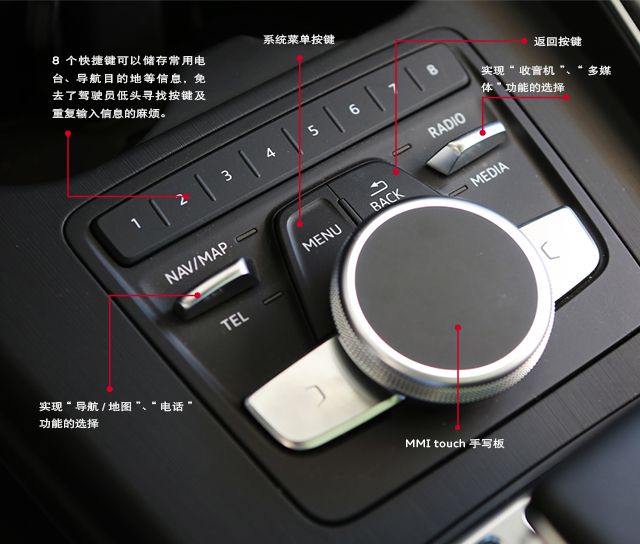 系统菜单按键
返回按键
8 个快捷键可以储存常用电
台、导航目的地等信息，免
去了驾驶员低头寻找按键及
重复输入信息的麻烦。
实现“ 收音机 ”、“ 多媒
体 ”功能的选择
1 2 3 4 5 6 7 8
RADIO
MEDIA
BACK
MENU
NAV/MAP
TEL
实现“ 导航 / 地图 ”、“ 电话 ”
功能的选择
MMI touch 手写板